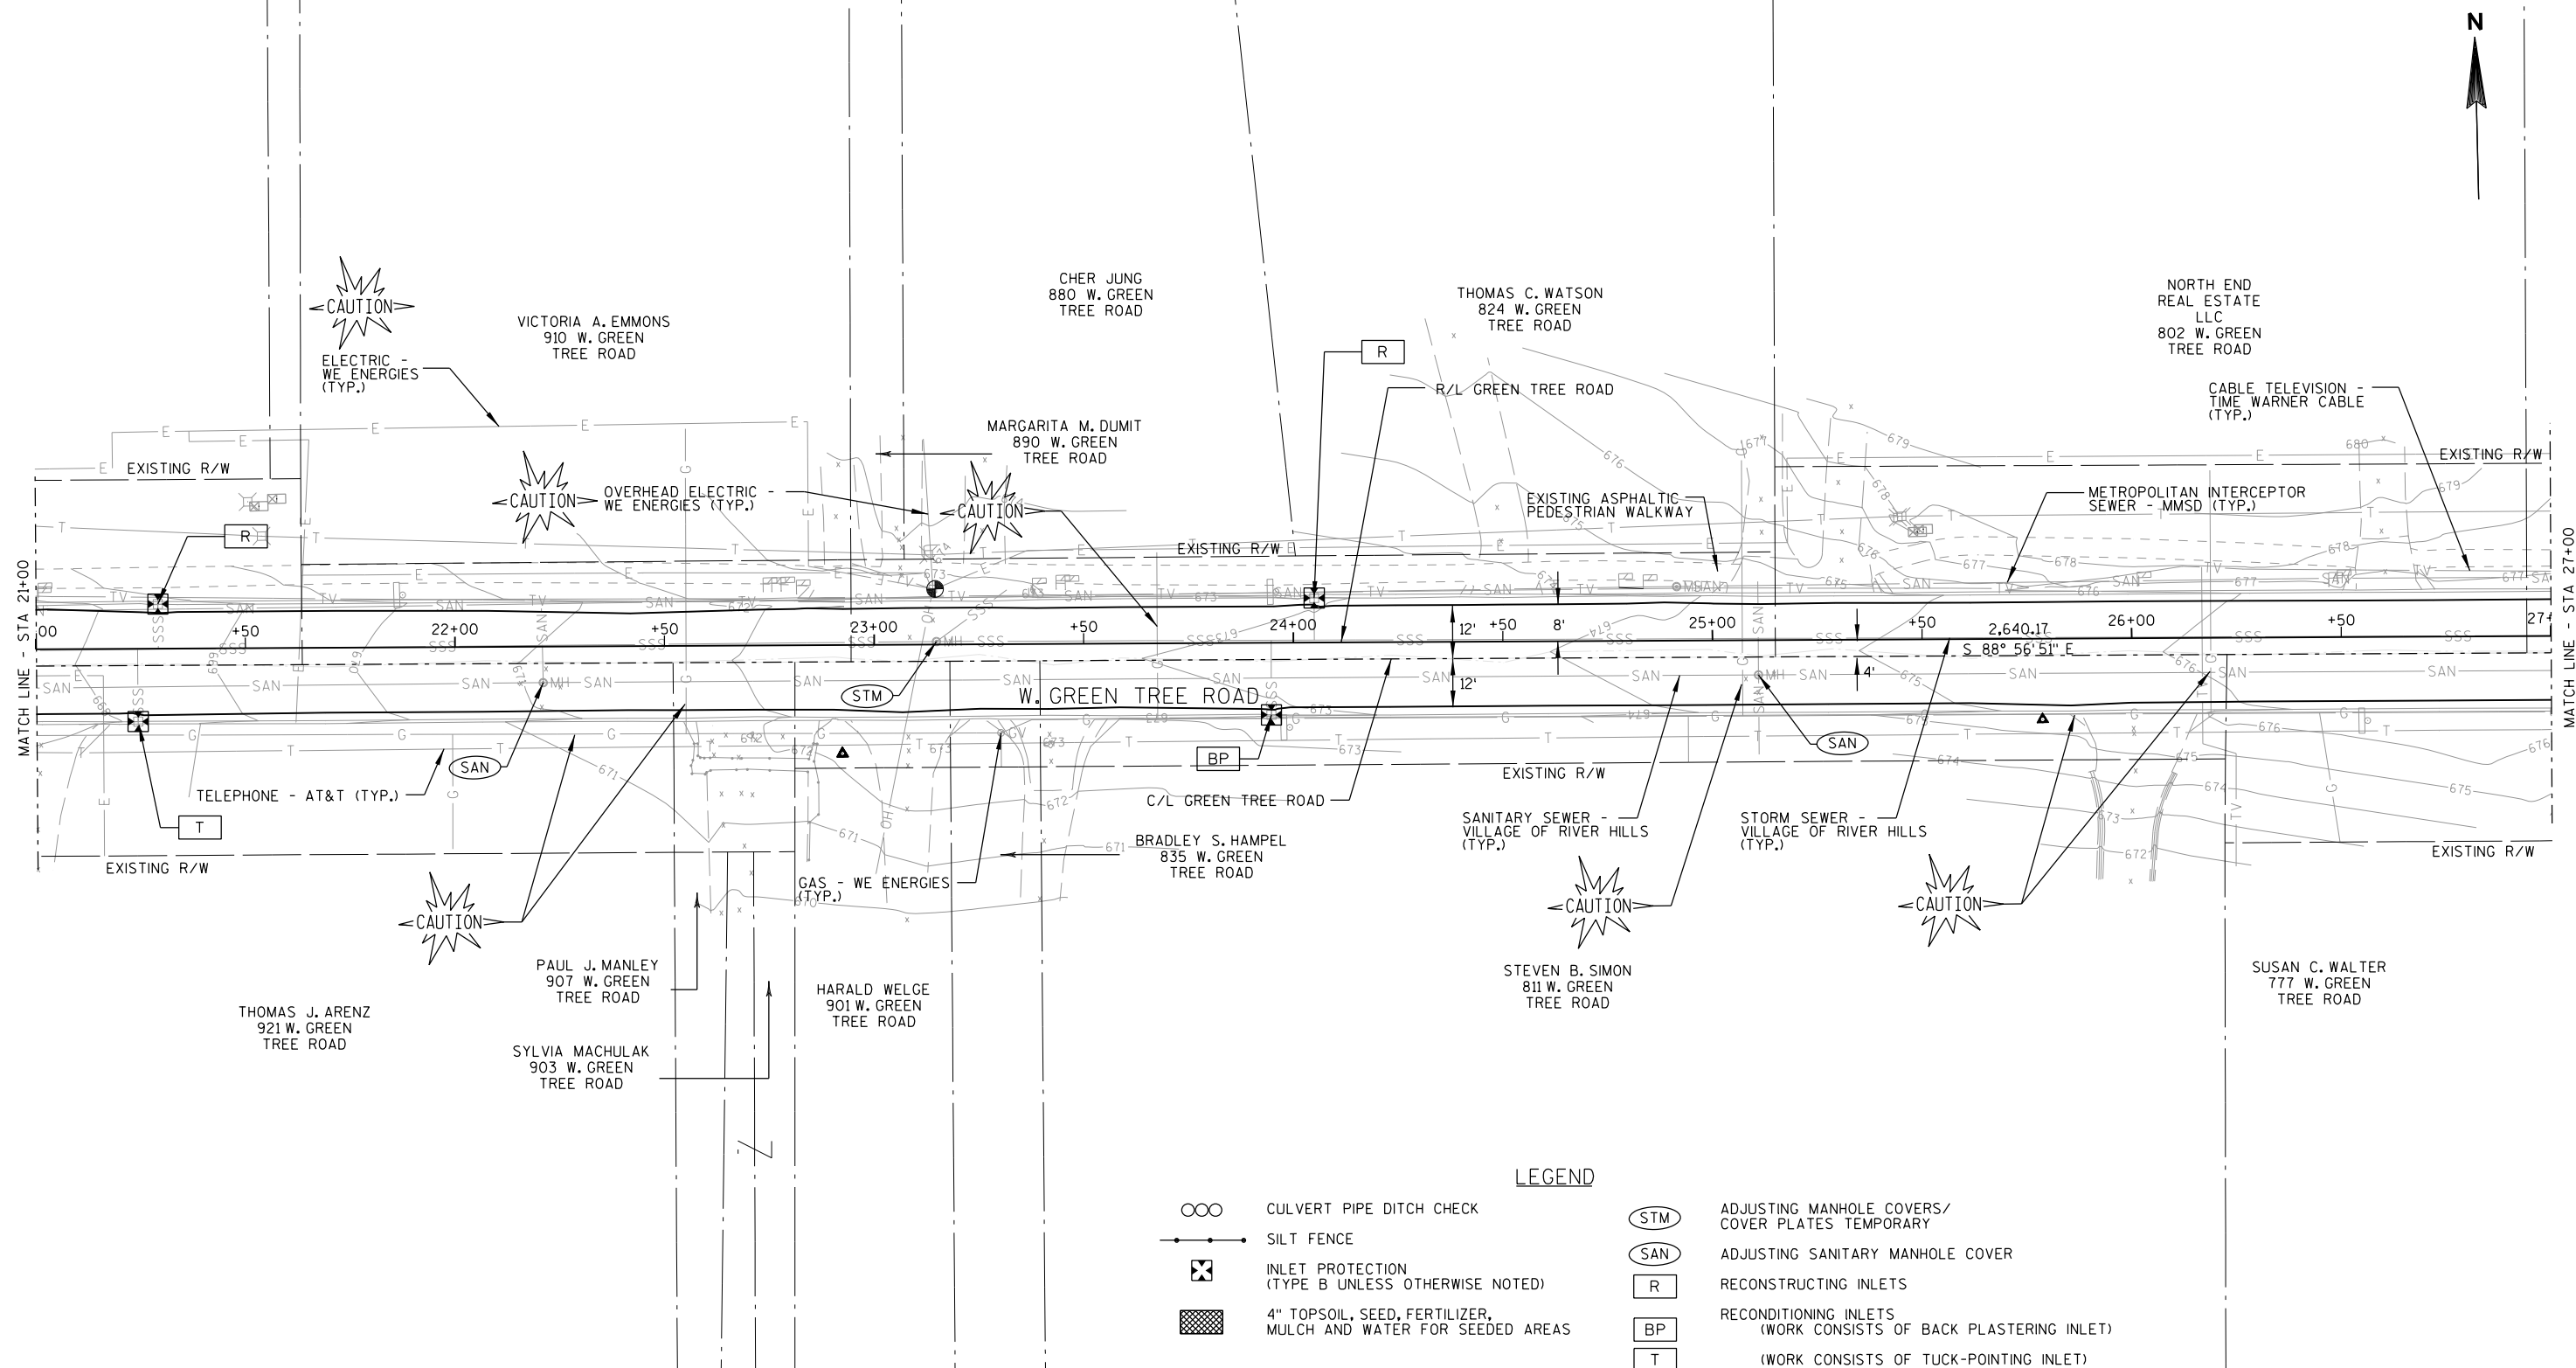 N
CAUTION
ELECTRIC -
WE ENERGIES
(TYP.)
VICTORIA A. EMMONS
910 W. GREEN
TREE ROAD
CHER JUNG
880 W. GREEN
TREE ROAD
THOMAS C. WATSON
824 W. GREEN
TREE ROAD
NORTH END
REAL ESTATE
LLC
802 W. GREEN
TREE ROAD
R
R/L GREEN TREE ROAD
CABLE TELEVISION -
TIME WARNER CABLE
(TYP.)
MARGARITA M. DUMIT
890 W. GREEN
TREE ROAD
EXISTING R/W
EXISTING R/W
CAUTION
OVERHEAD ELECTRIC -
WE ENERGIES (TYP.)
CAUTION
EXISTING ASPHALTIC
PEDESTRIAN WALKWAY
METROPOLITAN INTERCEPTOR
SEWER - MMSD (TYP.)
R
EXISTING R/W
MATCH LINE - STA 21+00
00 +50 22+00 +50 23+00 +50 24+00 +50 25+00 +50 26+00 +50 27+
12' 8'
2,640.17
S 88° 56'51" E
12' 4'
MATCH LINE - STA 27+00
STM
W. GREEN TREE ROAD
SAN
BP
SAN
EXISTING R/W
TELEPHONE - AT&T (TYP.)
T
C/L GREEN TREE ROAD
SANITARY SEWER -
VILLAGE OF RIVER HILLS
(TYP.)
STORM SEWER -
VILLAGE OF RIVER HILLS
(TYP.)
EXISTING R/W
EXISTING R/W
BRADLEY S. HAMPEL
835 W. GREEN
TREE ROAD
GAS - WE ENERGIES
(TYP.)
CAUTION
CAUTION
CAUTION
PAUL J. MANLEY
907 W. GREEN
TREE ROAD
HARALD WELGE
901 W. GREEN
TREE ROAD
STEVEN B. SIMON
811 W. GREEN
TREE ROAD
SUSAN C. WALTER
777 W. GREEN
TREE ROAD
THOMAS J. ARENZ
921 W. GREEN
TREE ROAD
SYLVIA MACHULAK
903 W. GREEN
TREE ROAD
LEGEND
CULVERT PIPE DITCH CHECK
SILT FENCE
INLET PROTECTION
(TYPE B UNLESS OTHERWISE NOTED)
4" TOPSOIL, SEED, FERTILIZER,
MULCH AND WATER FOR SEEDED AREAS
STM ADJUSTING MANHOLE COVERS/
COVER PLATES TEMPORARY
SAN ADJUSTING SANITARY MANHOLE COVER
R RECONSTRUCTING INLETS
RECONDITIONING INLETS
BP (WORK CONSISTS OF BACK PLASTERING INLET)
T (WORK CONSISTS OF TUCK-POINTING INLET)